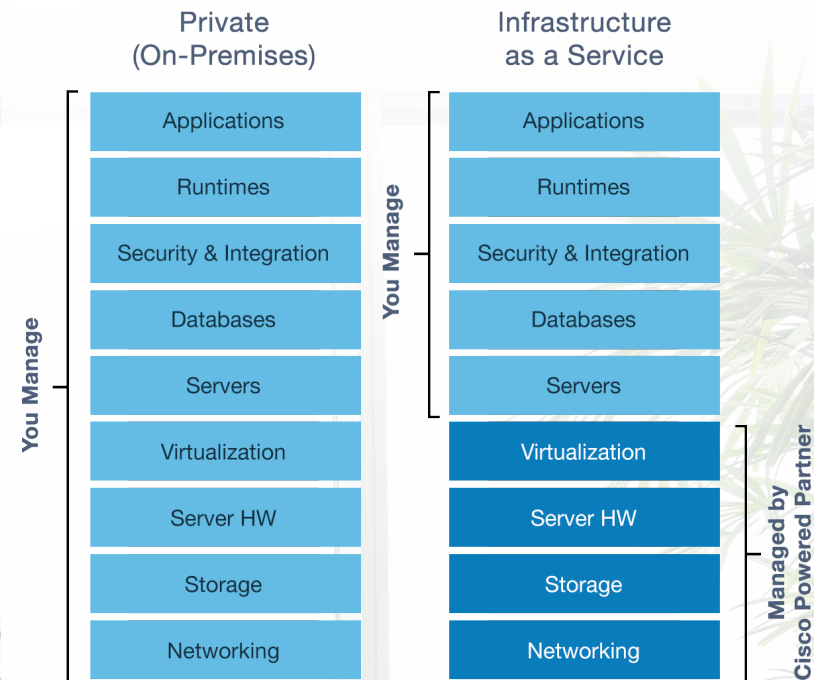 Private
(On-Premises)
You Manage
Applications
Runtimes
Security & Integration
Databases
Servers
Virtualization
Server HW
Storage
Networking
Infrastructure
as a Service
You Manage
Applications
Runtimes
Security & Integration
Databases
Servers
Virtualization
Server HW
Storage
Networking
Managed by
Cisco Powered Partner